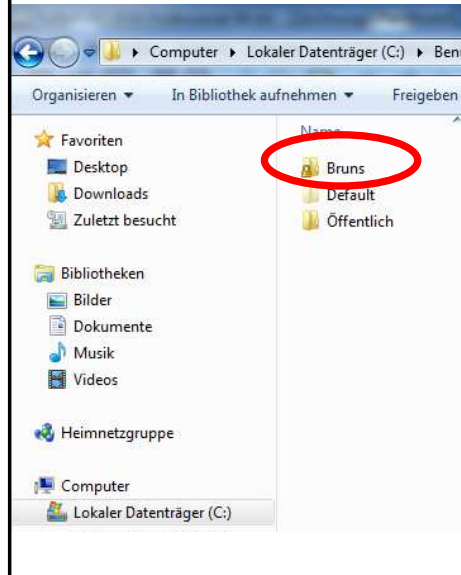 Computer ▸ Lokaler Datenträger (C:) ▸ Ben
Organisieren ▾ In Bibliothek aufnehmen ▾ Freigeben
Favoriten
Desktop
Downloads
Zuletzt besucht
Bibliotheken
Bilder
Dokumente
Musik
Videos
Heimnetzgruppe
Computer
Lokaler Datenträger (C:)
Name
Bruns
Default
Öffentlich